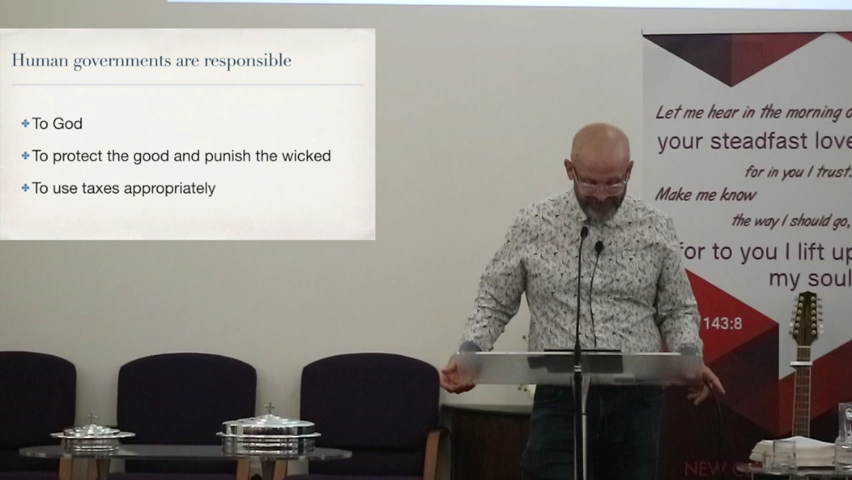 Human governments are responsible
To God
To protect the good and punish the wicked
To use taxes appropriately
Let me hear in the morning
your steadfast love
for in you I trust.
Make me know
the way I should go,
for to you I lift up
my soul
143:8
NEW